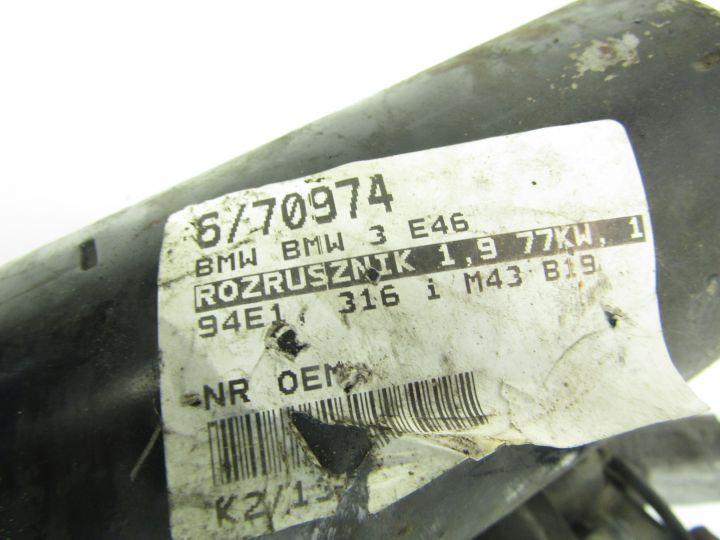 6/70974
BMW BMW 3 E46
ROZRUSZNIK 1,9 77KW, 1
94E1, 316 i M43 B19
NR OEM